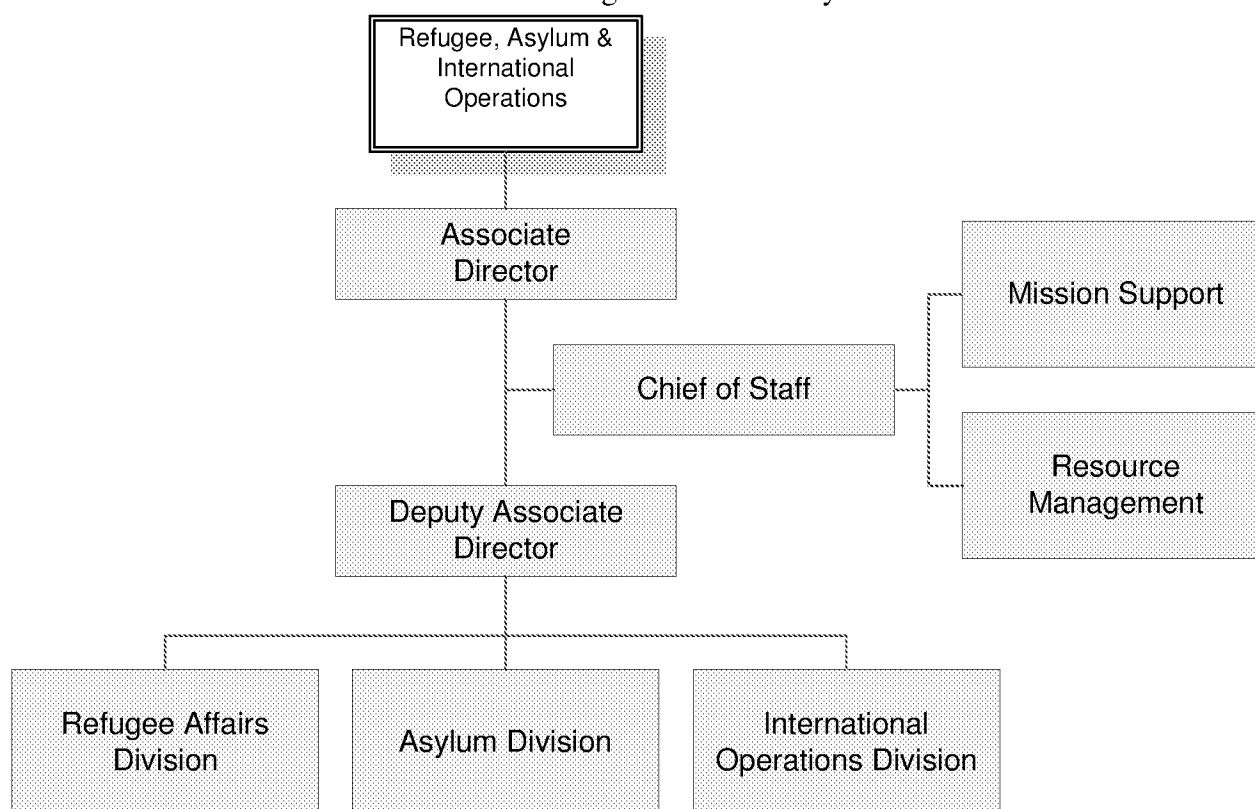 Refugee, Asylum &
International
Operations
Associate
Director
Mission Support
Chief of Staff
Resource
Management
Deputy Associate
Director
Refugee Affairs
Division
Asylum Division
International
Operations Division